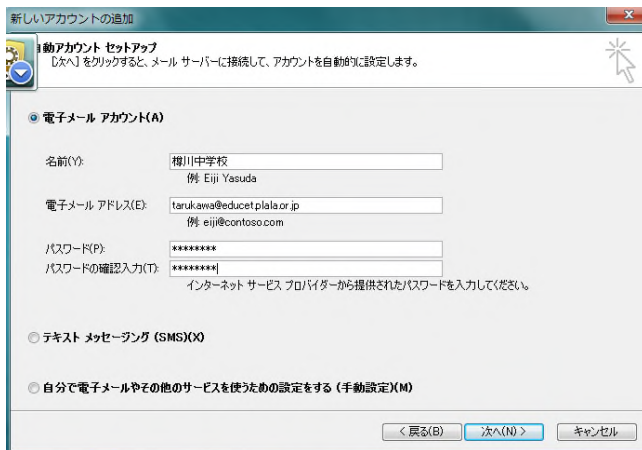 新しいアカウントの追加
自動アカウント セットアップ
[次へ] をクリックすると、メール サーバーに接続して、アカウントを自動的に設定します。
電子メール アカウント(A)
名前(Y):
樽川中学校
例: Eiji Yasuda
電子メール アドレス(E):
tarukawa@educet.plala.or.jp
例: eiji@contoso.com
パスワード(P):
********
パスワードの確認入力(T):
********
インターネット サービス プロバイダーから提供されたパスワードを入力してください。
テキスト メッセージング (SMS)(X)
自分で電子メールやその他のサービスを使うための設定をする (手動設定)(M)
< 戻る(B)
次へ(N) >
キャンセル